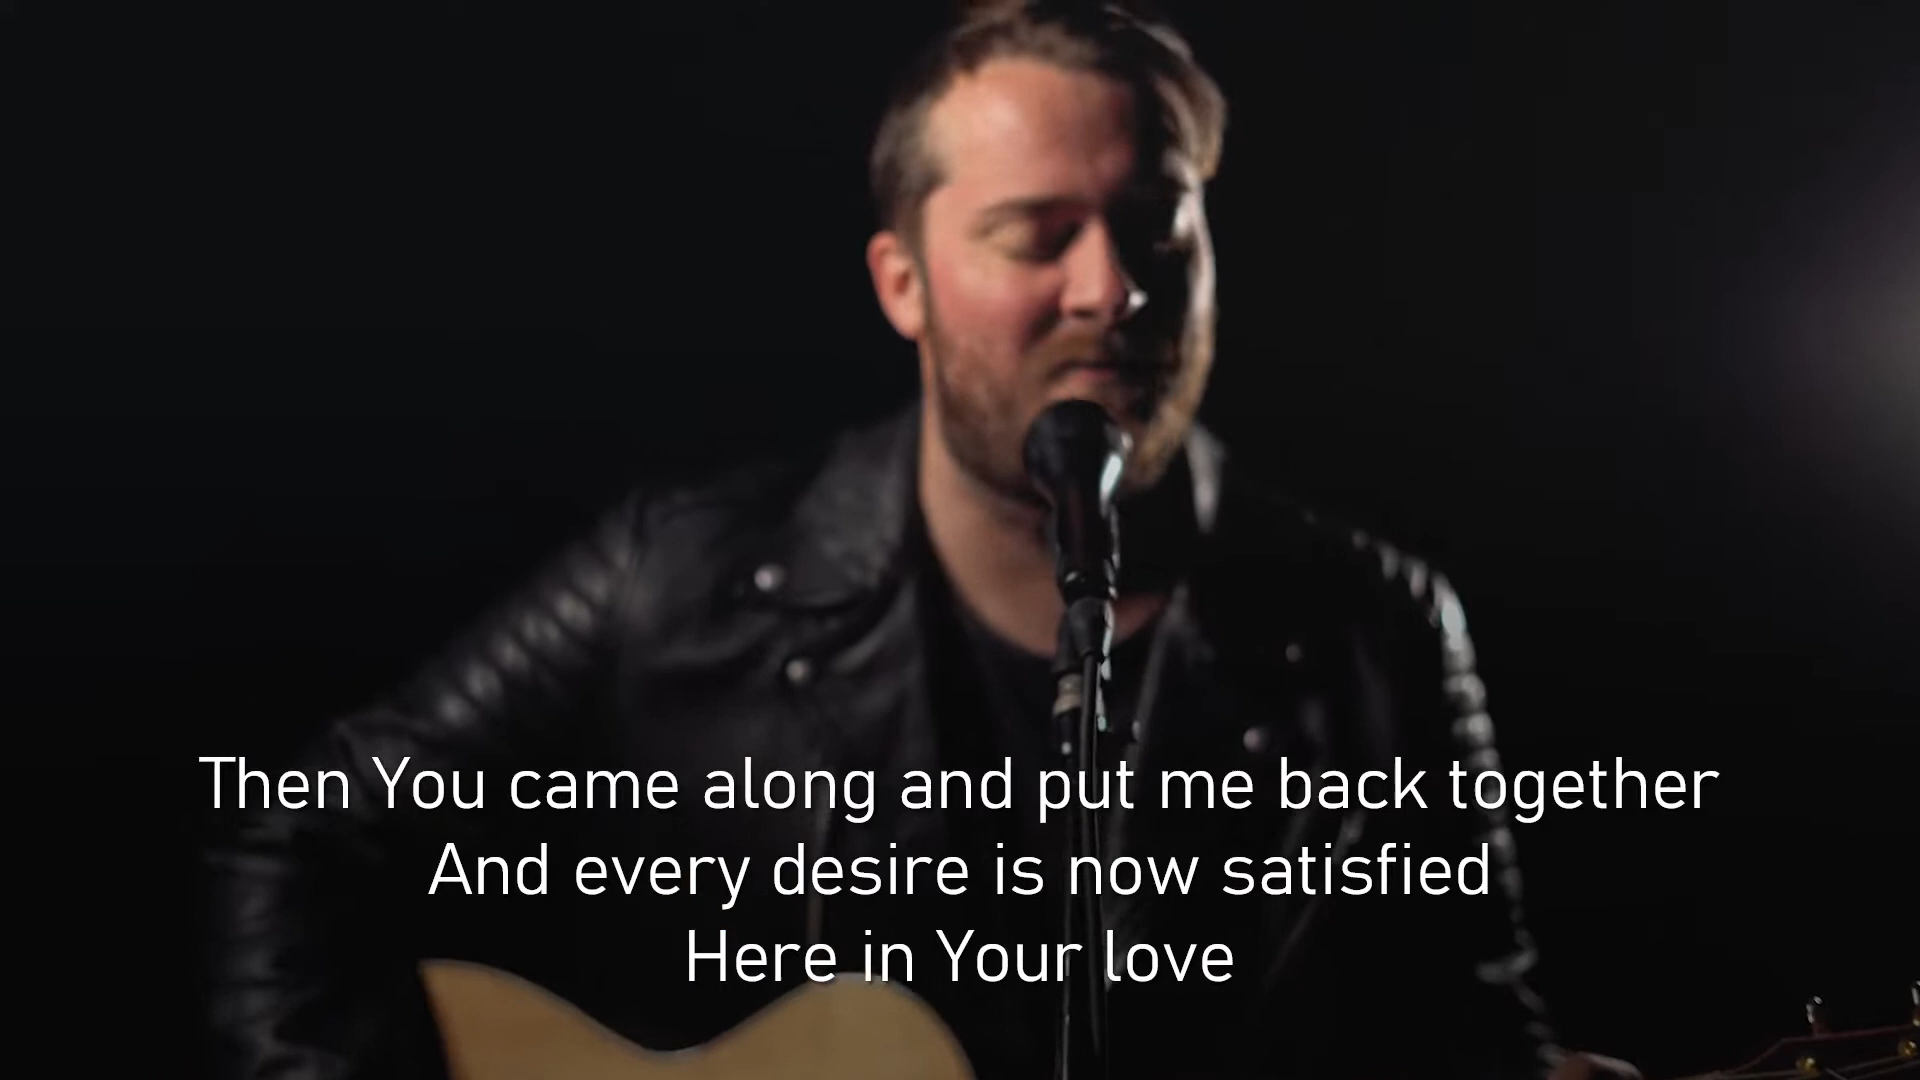 Then You came along and put me back together
And every desire is now satisfied
Here in Your love